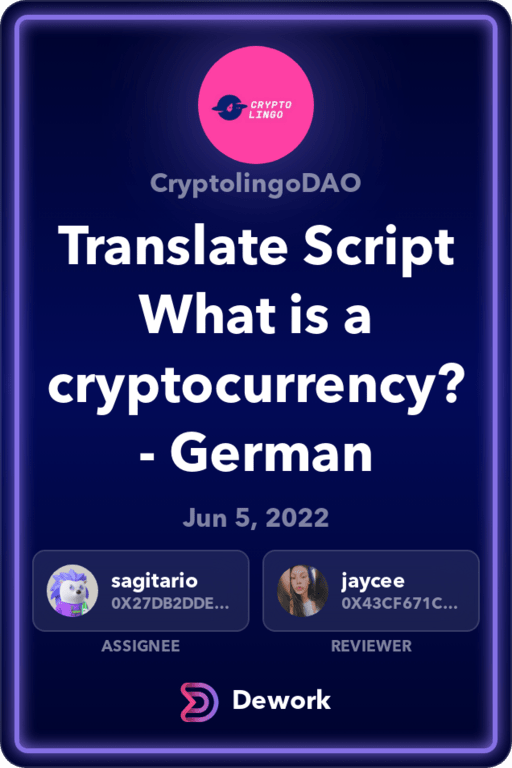 CRYPTO
LINGO
CryptolingoDAO
Translate Script
What is a
cryptocurrency?
- German
Jun 5, 2022
sagitario
0X27DB2DDE...
jaycee
0X43CF671C...
ASSIGNEE
REVIEWER
Dework